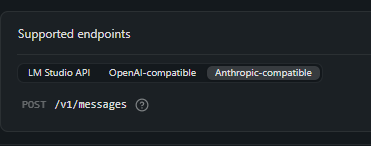 Supported endpoints
LM Studio API OpenAI-compatible Anthropic-compatible
POST /v1/messages ?